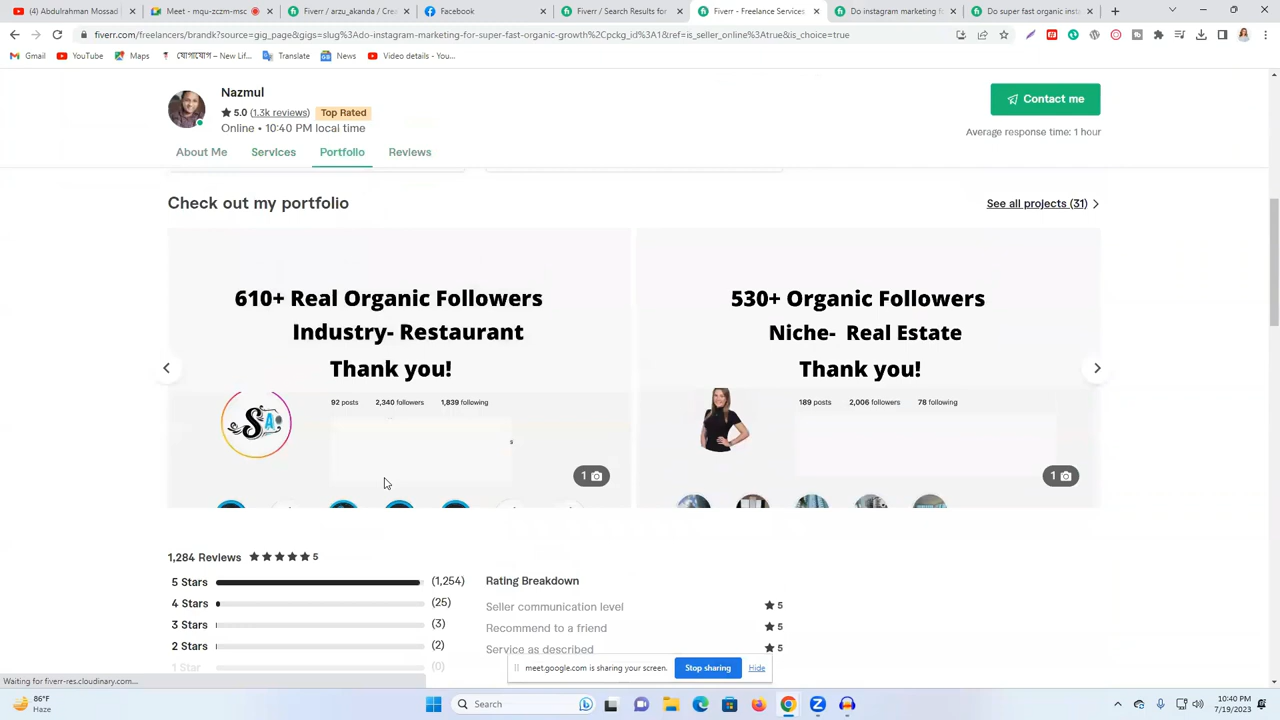 (4) Abdulrahman Mossad
Meet - mqu-zczm-msc
Fiverr / arzu_akanda / Cre
Facebook
Fiverr / Search Results for
Fiverr - Freelance Services
Do instagram marketing fo
Do super fast organic insta
fiverr.com/freelancers/brandk?source=gig_page&gigs=slug%3Ado-instagram-marketing-for-super-fast-organic-growth%2Cpckg_id%3A1&ref=is_seller_online%3Atrue&is_choice=true
Gmail
YouTube
Maps
যোগাযোগ – New Lif...
Translate
News
Video details - You...
Nazmul
5.0 (1.3k reviews) Top Rated
Online • 10:40 PM local time
Contact me
Average response time: 1 hour
About Me
Services
Portfolio
Reviews
Check out my portfolio
See all projects (31)
610+ Real Organic Followers
Industry- Restaurant
Thank you!
92 posts 2,340 followers 1,839 following
SA
s
1
530+ Organic Followers
Niche- Real Estate
Thank you!
189 posts 2,006 followers 78 following
1
1,284 Reviews 5
5 Stars (1,254)
4 Stars (25)
3 Stars (3)
2 Stars (2)
1 Star (0)
Rating Breakdown
Seller communication level 5
Recommend to a friend 5
Service as described 5
meet.google.com is sharing your screen.
Stop sharing
Hide
Waiting for fiverr-res.cloudinary.com...
86°F
Haze
Search
10:40 PM
7/19/2023